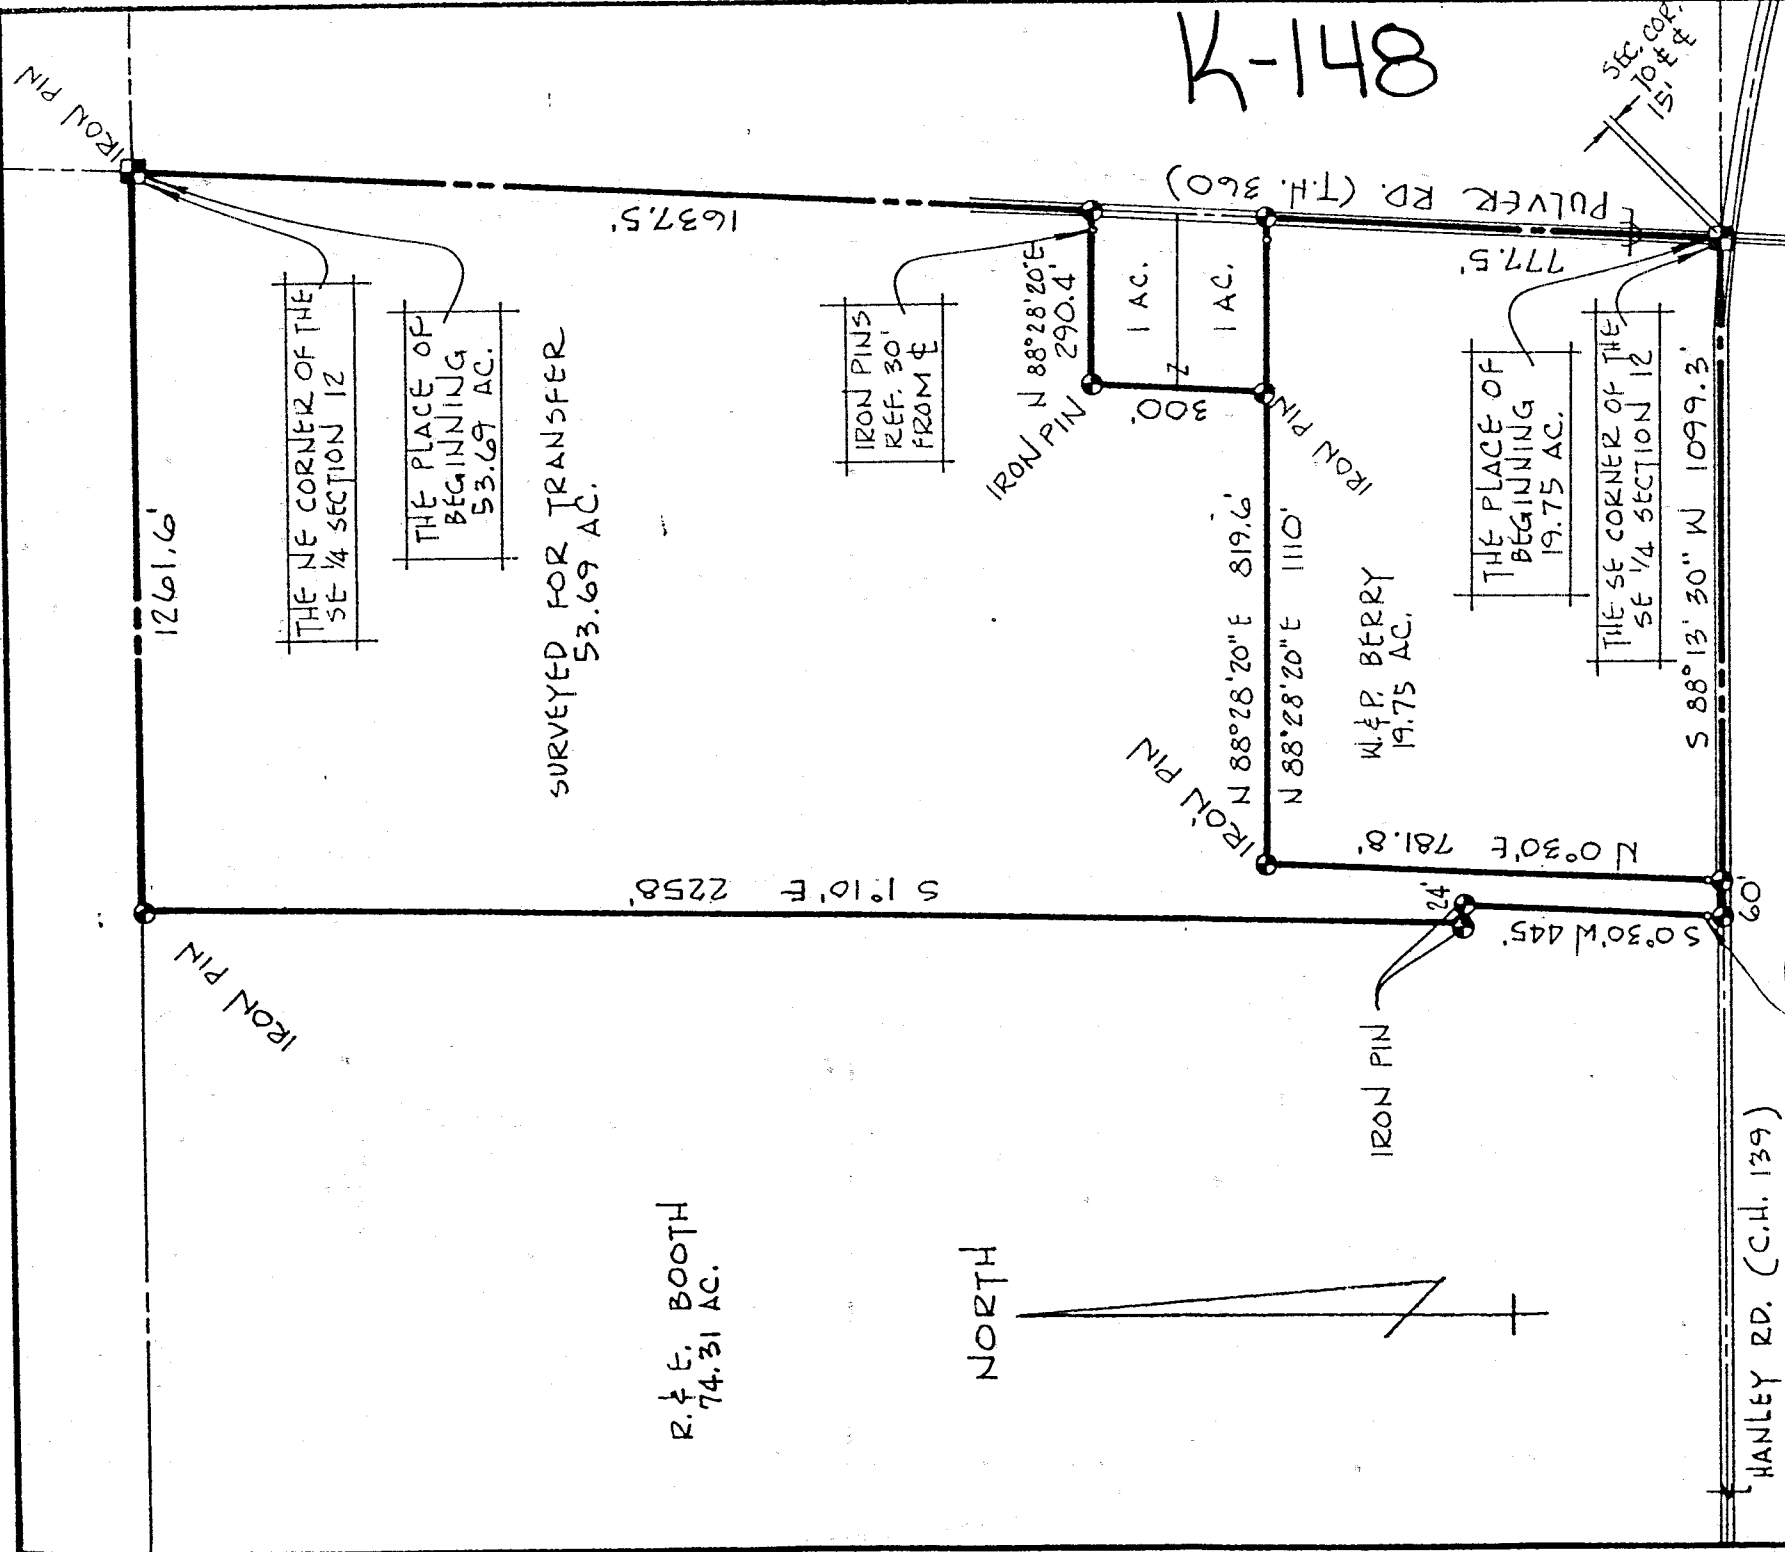 K-148
SEC. COR.
10' ℄ ℄
15'
IRON PIN
1637.5'
℄ PULVER RD. (T.H. 360)
777.5'
1261.6'
THE NE CORNER OF THE
SE 1/4 SECTION 12
THE PLACE OF
BEGINNING
53.69 AC.
SURVEYED FOR TRANSFER
53.69 AC.
IRON PINS
REF. 30'
FROM ℄
N 88°28'20"E
290.4'
1 AC.
1 AC.
300'
IRON PIN
IRON PIN
THE PLACE OF
BEGINNING
19.75 AC.
THE SE CORNER OF THE
SE 1/4 SECTION 12
S 88° 13' 30" W 1099.3'
N 88°28'20"E 819.6'
N 88°28'20"E 1110'
W. & P. BERRY
19.75 AC.
IRON PIN
N 0°30'E 781.8'
S 1°10'E 2258'
24'
S 0°30'W 445'
60'
IRON PIN
IRON PIN
R. & E. BOOTH
74.31 AC.
NORTH
HANLEY RD. (C.H. 139)